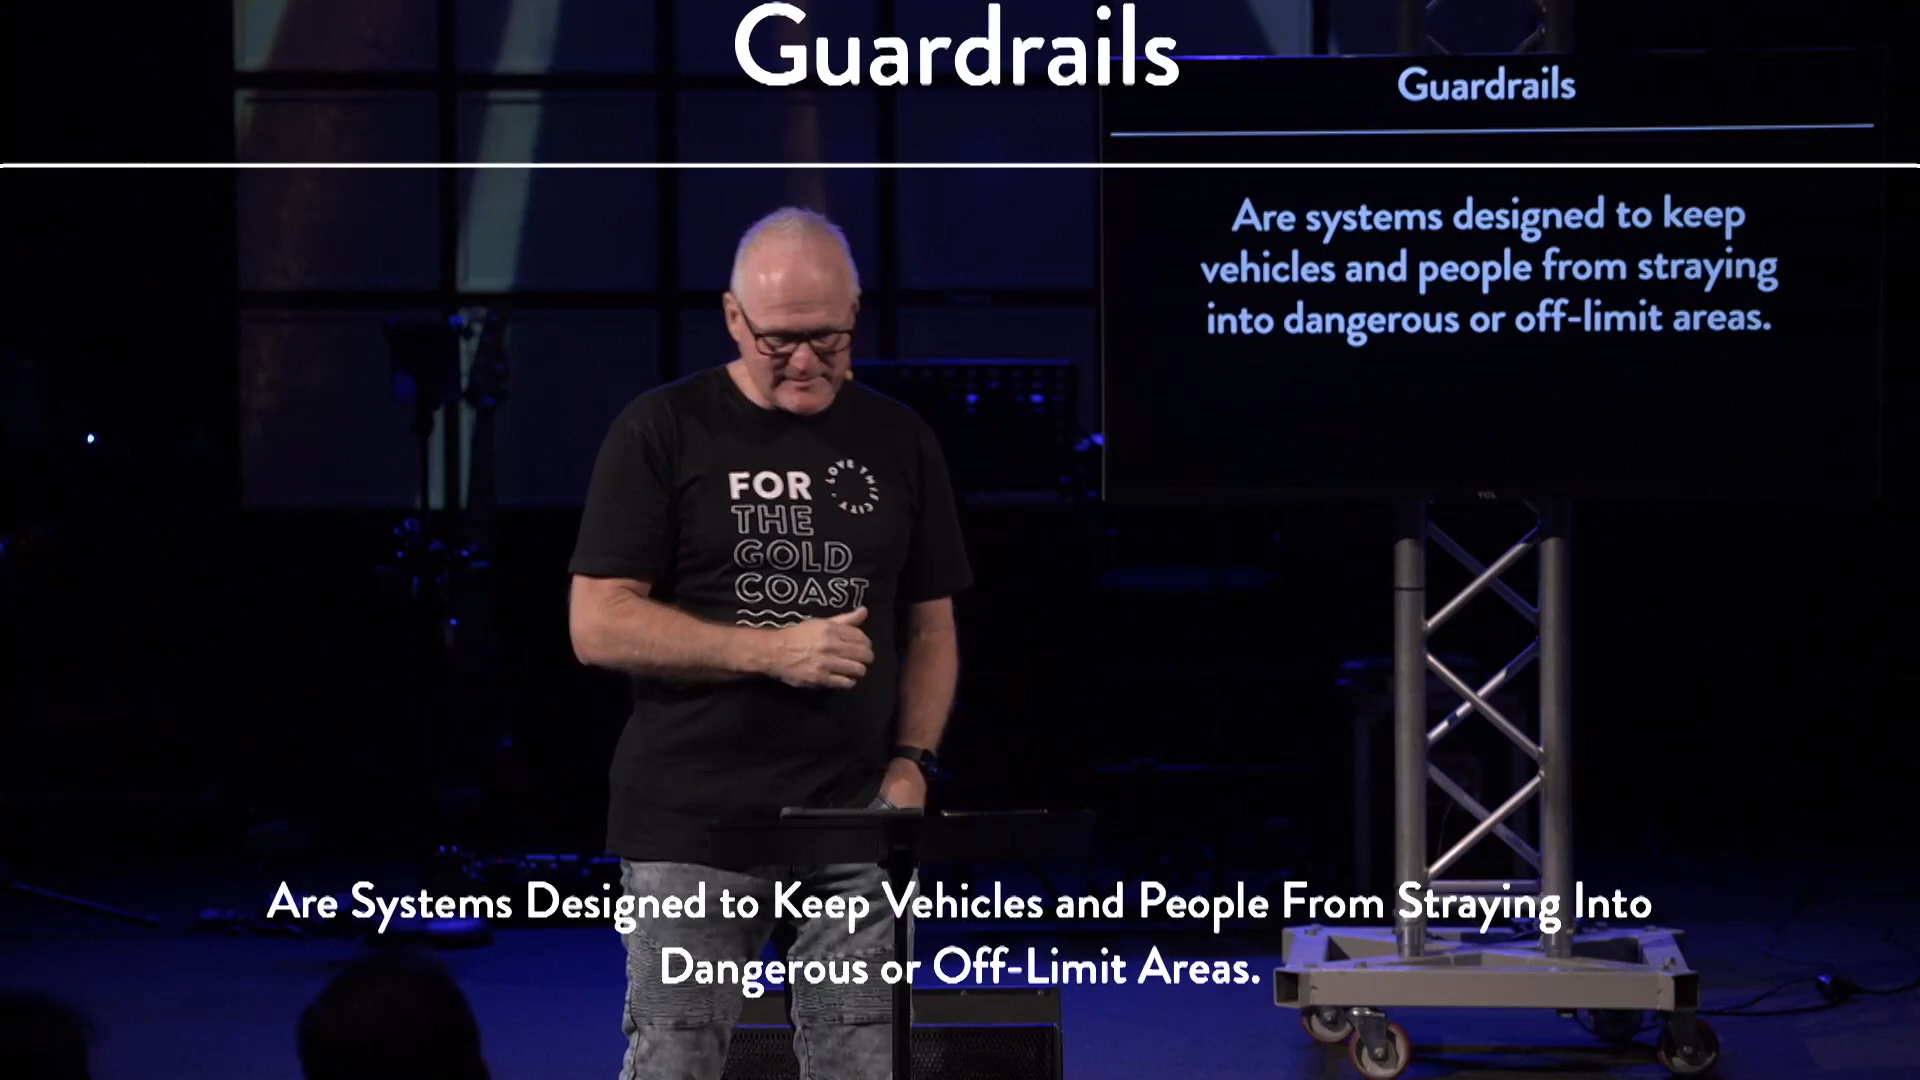 Guardrails
Guardrails
Are systems designed to keep
vehicles and people from straying
into dangerous or off-limit areas.
FOR
THE
GOLD
COAST
LOVE THIS CITY
TCL
Are Systems Designed to Keep Vehicles and People From Straying Into
Dangerous or Off-Limit Areas.